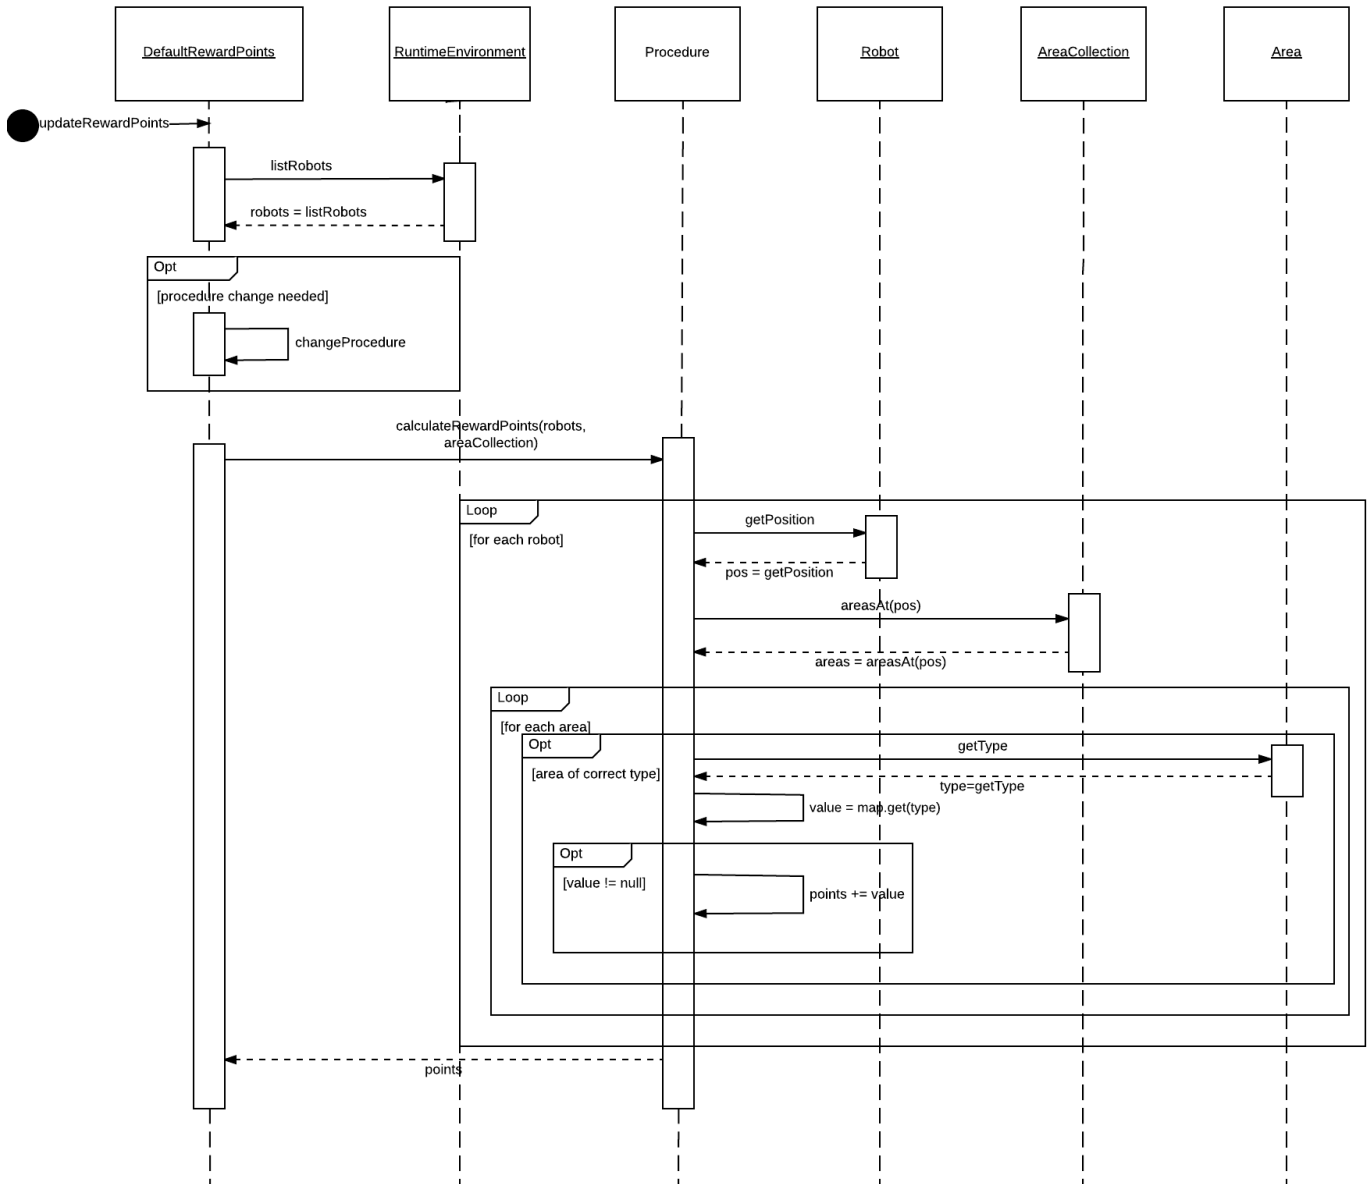 DefaultRewardPoints
RuntimeEnvironment
Procedure
Robot
AreaCollection
Area
updateRewardPoints
listRobots
robots = listRobots
Opt
[procedure change needed]
changeProcedure
calculateRewardPoints(robots,
areaCollection)
Loop
[for each robot]
getPosition
pos = getPosition
areasAt(pos)
areas = areasAt(pos)
Loop
[for each area]
Opt
getType
[area of correct type]
type=getType
value = map.get(type)
Opt
[value != null]
points += value
points